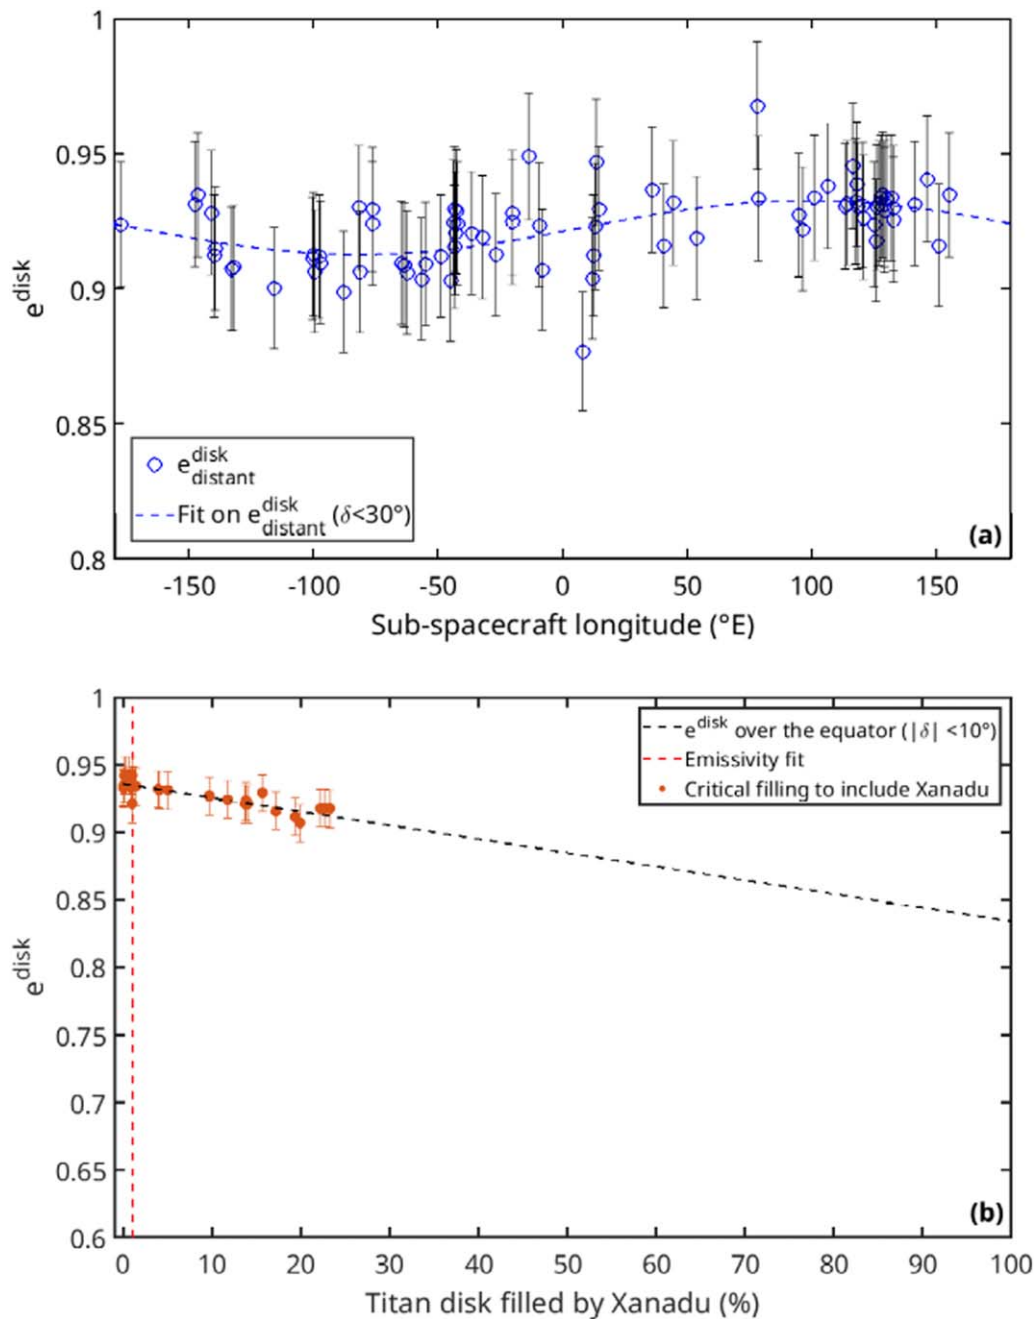 1
0.95
0.9
0.85
0.8
e^disk
e^disk_distant
Fit on e^disk_distant (δ<30°)
(a)
-150 -100 -50 0 50 100 150
Sub-spacecraft longitude (°E)
1
0.95
0.9
0.85
0.8
0.75
0.7
0.65
0.6
e^disk
e^disk over the equator (|δ| <10°)
Emissivity fit
Critical filling to include Xanadu
(b)
0 10 20 30 40 50 60 70 80 90 100
Titan disk filled by Xanadu (%)